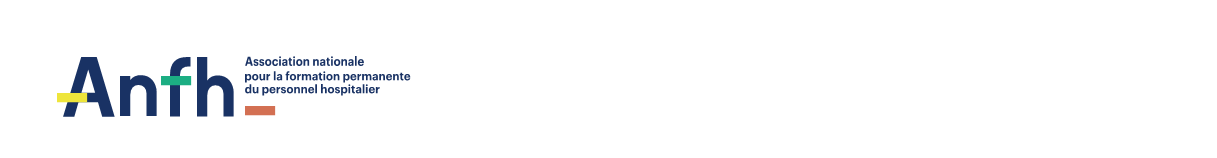 Anfh
Association nationale
pour la formation permanente
du personnel hospitalier